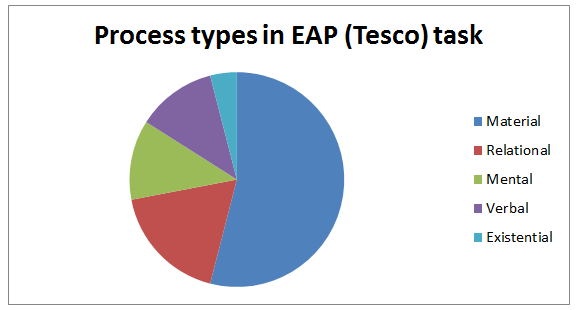 Process types in EAP (Tesco) task
Material
Relational
Mental
Verbal
Existential